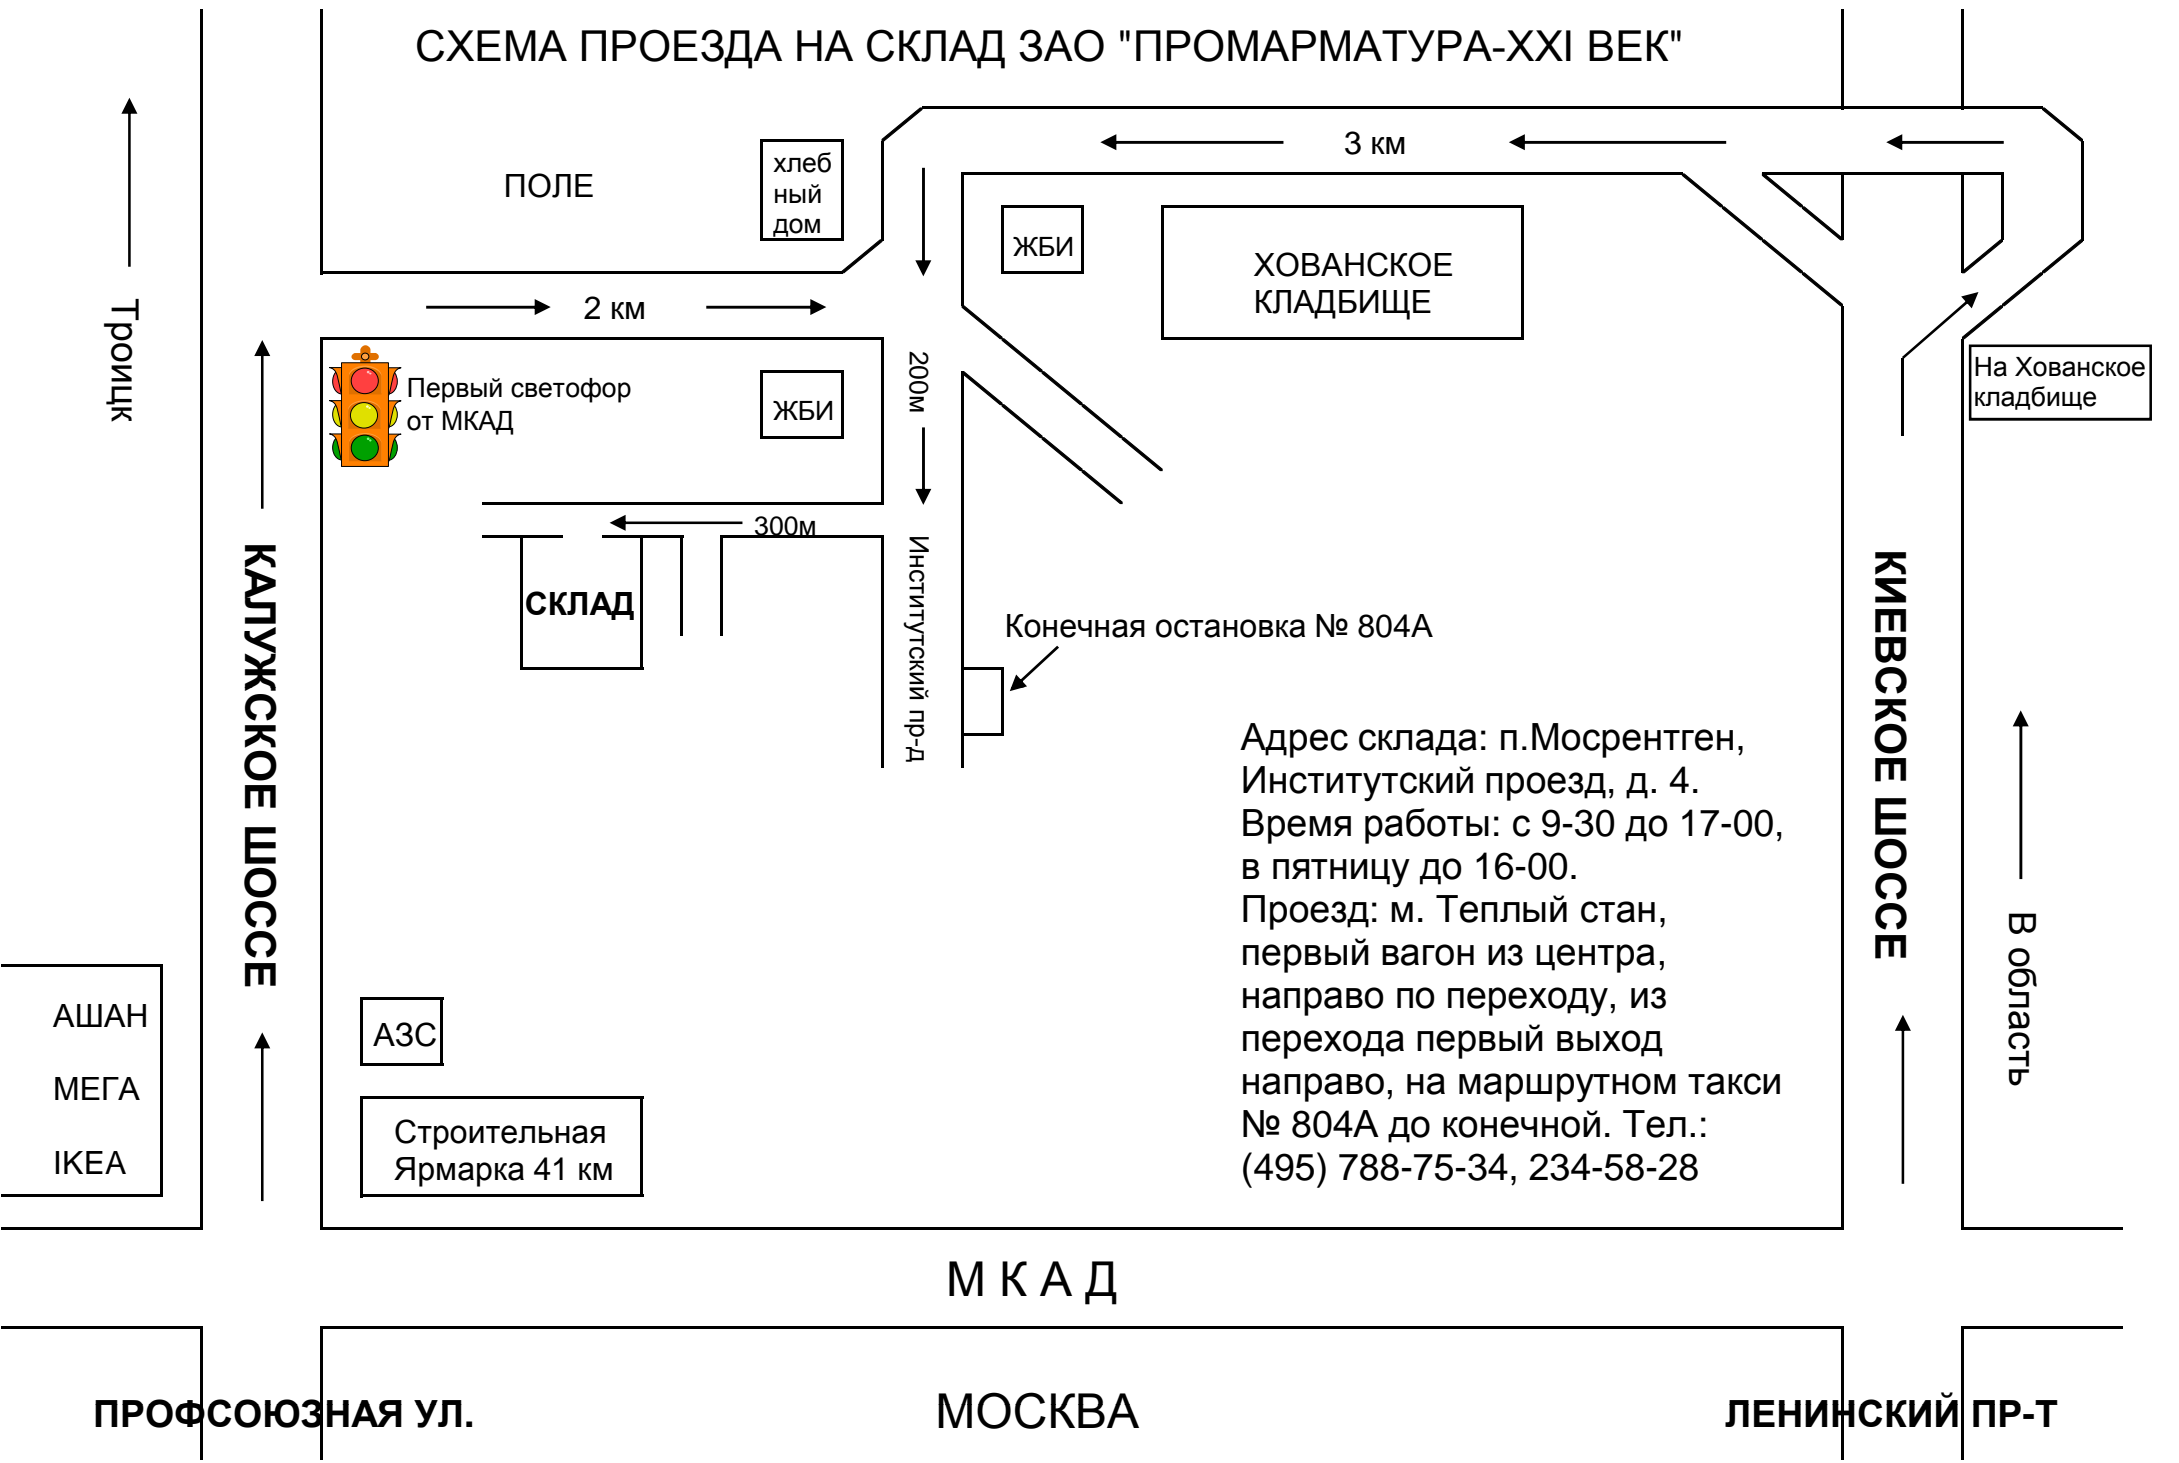 СХЕМА ПРОЕЗДА НА СКЛАД ЗАО "ПРОМАРМАТУРА-XXI ВЕК"
3 км
хлеб
ный
дом
ПОЛЕ
ЖБИ
ХОВАНСКОЕ
КЛАДБИЩЕ
2 км
Троицк
Первый светофор
от МКАД
ЖБИ
200м
На Хованское
кладбище
300м
СКЛАД
Институтский пр-д
КАЛУЖСКОЕ ШОССЕ
КИЕВСКОЕ ШОССЕ
Конечная остановка № 804А
Адрес склада: п.Мосрентген,
Институтский проезд, д. 4.
Время работы: с 9-30 до 17-00,
в пятницу до 16-00.
Проезд: м. Теплый стан,
первый вагон из центра,
направо по переходу, из
перехода первый выход
направо, на маршрутном такси
№ 804А до конечной. Тел.:
(495) 788-75-34, 234-58-28
В область
АШАН
МЕГА
IKEA
АЗС
Строительная
Ярмарка 41 км
М К А Д
ПРОФСОЮЗНАЯ УЛ.
МОСКВА
ЛЕНИНСКИЙ ПР-Т